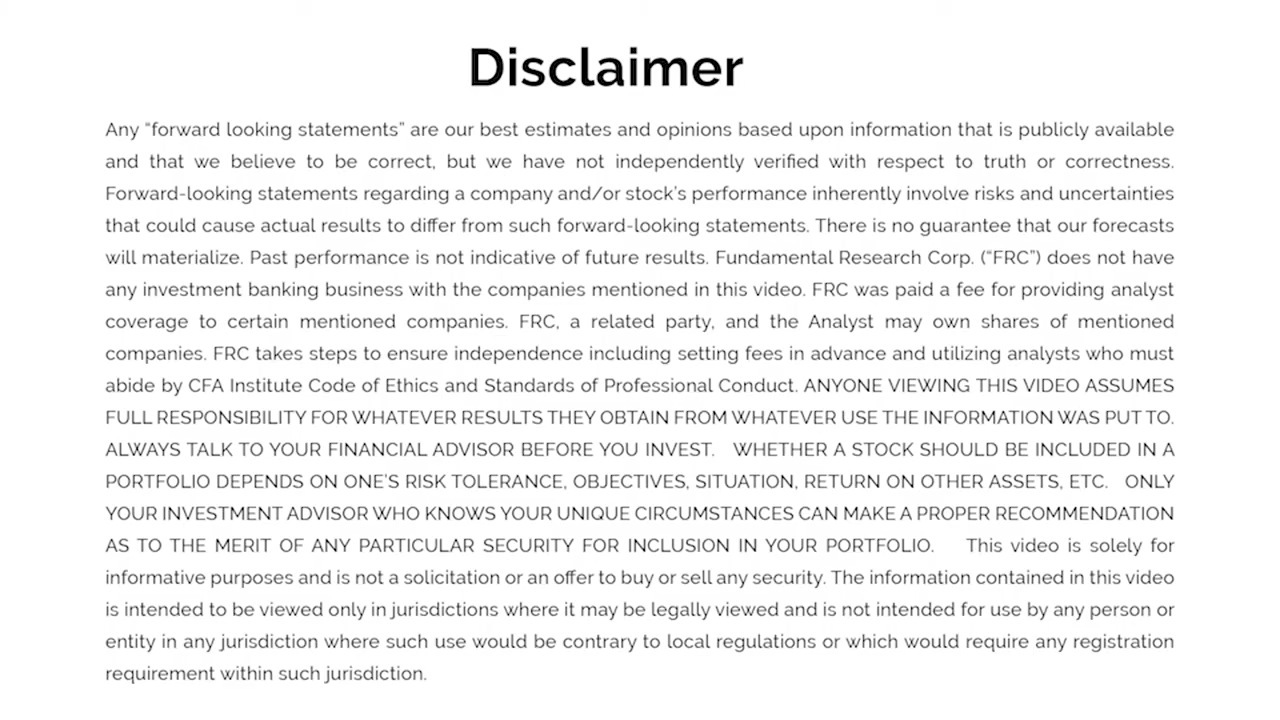 Disclaimer
Any “forward looking statements” are our best estimates and opinions based upon information that is publicly available
and that we believe to be correct, but we have not independently verified with respect to truth or correctness.
Forward-looking statements regarding a company and/or stock’s performance inherently involve risks and uncertainties
that could cause actual results to differ from such forward-looking statements. There is no guarantee that our forecasts
will materialize. Past performance is not indicative of future results. Fundamental Research Corp. (“FRC”) does not have
any investment banking business with the companies mentioned in this video. FRC was paid a fee for providing analyst
coverage to certain mentioned companies. FRC, a related party, and the Analyst may own shares of mentioned
companies. FRC takes steps to ensure independence including setting fees in advance and utilizing analysts who must
abide by CFA Institute Code of Ethics and Standards of Professional Conduct. ANYONE VIEWING THIS VIDEO ASSUMES
FULL RESPONSIBILITY FOR WHATEVER RESULTS THEY OBTAIN FROM WHATEVER USE THE INFORMATION WAS PUT TO.
ALWAYS TALK TO YOUR FINANCIAL ADVISOR BEFORE YOU INVEST. WHETHER A STOCK SHOULD BE INCLUDED IN A
PORTFOLIO DEPENDS ON ONE’S RISK TOLERANCE, OBJECTIVES, SITUATION, RETURN ON OTHER ASSETS, ETC. ONLY
YOUR INVESTMENT ADVISOR WHO KNOWS YOUR UNIQUE CIRCUMSTANCES CAN MAKE A PROPER RECOMMENDATION
AS TO THE MERIT OF ANY PARTICULAR SECURITY FOR INCLUSION IN YOUR PORTFOLIO. This video is solely for
informative purposes and is not a solicitation or an offer to buy or sell any security. The information contained in this video
is intended to be viewed only in jurisdictions where it may be legally viewed and is not intended for use by any person or
entity in any jurisdiction where such use would be contrary to local regulations or which would require any registration
requirement within such jurisdiction.